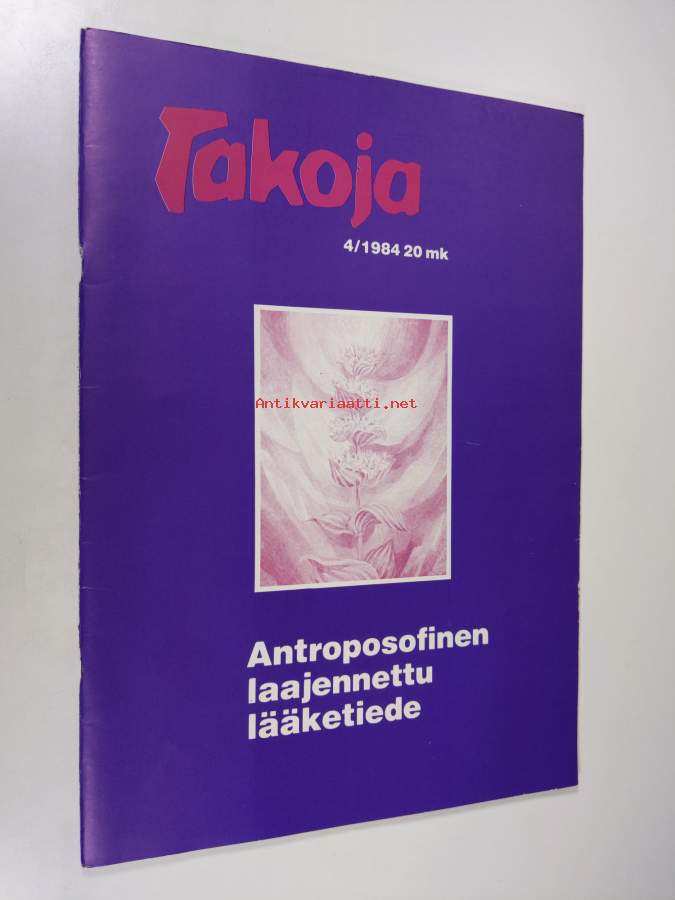 Takoja
4/1984 20 mk
Antikvariaatti.net
Antroposofinen
laajennettu
lääketiede